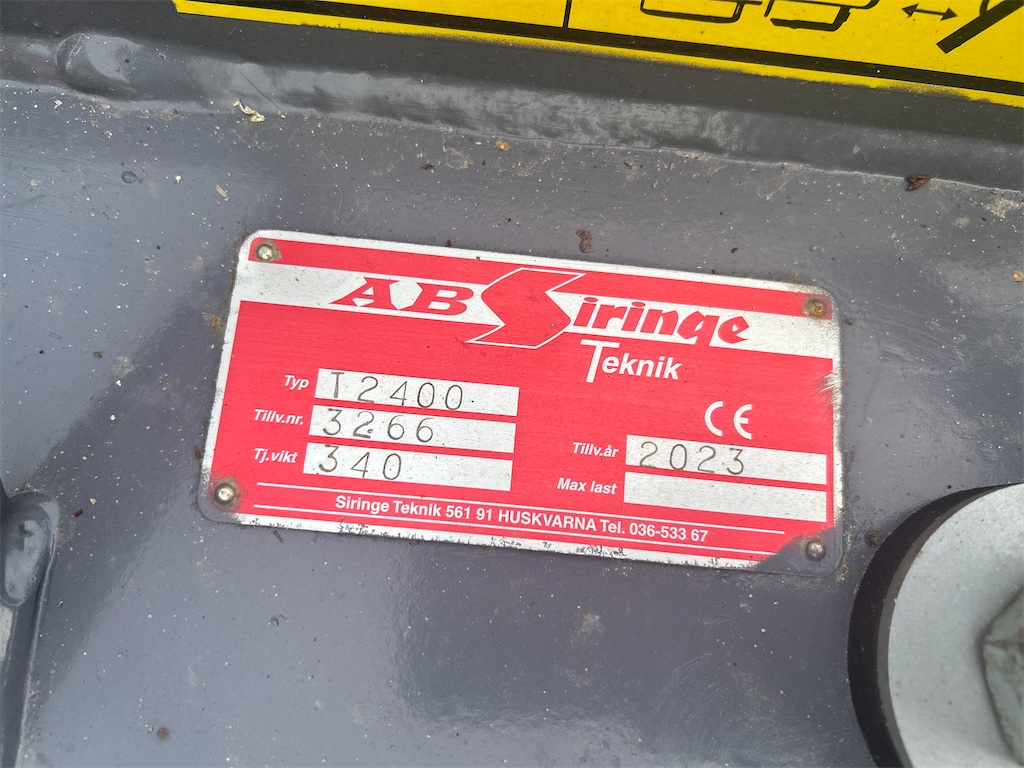 AB Siringe
Teknik
Typ T2400
Tillv.nr. 3266
Tj.vikt 340
Tillv.år 2023
Max last
CE
Siringe Teknik 561 91 HUSKVARNA Tel. 036-533 67